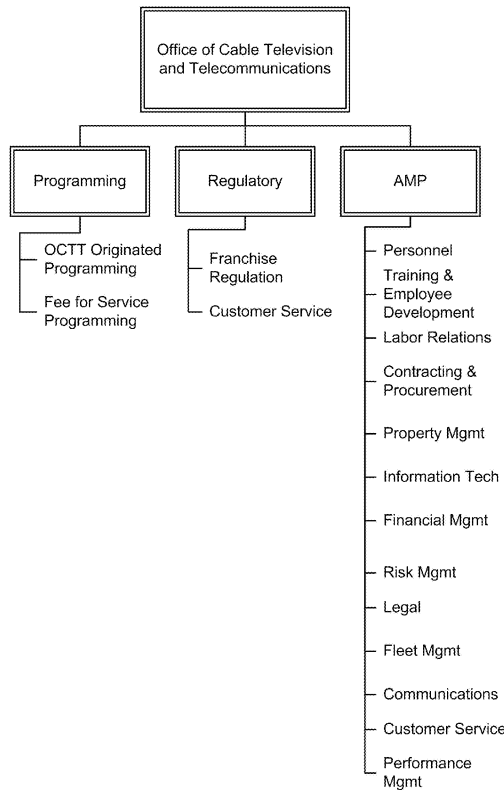 Office of Cable Television
and Telecommunications
Programming
Regulatory
AMP
OCTT Originated
Programming
Fee for Service
Programming
Franchise
Regulation
Customer Service
Personnel
Training &
Employee
Development
Labor Relations
Contracting &
Procurement
Property Mgmt
Information Tech
Financial Mgmt
Risk Mgmt
Legal
Fleet Mgmt
Communications
Customer Service
Performance
Mgmt